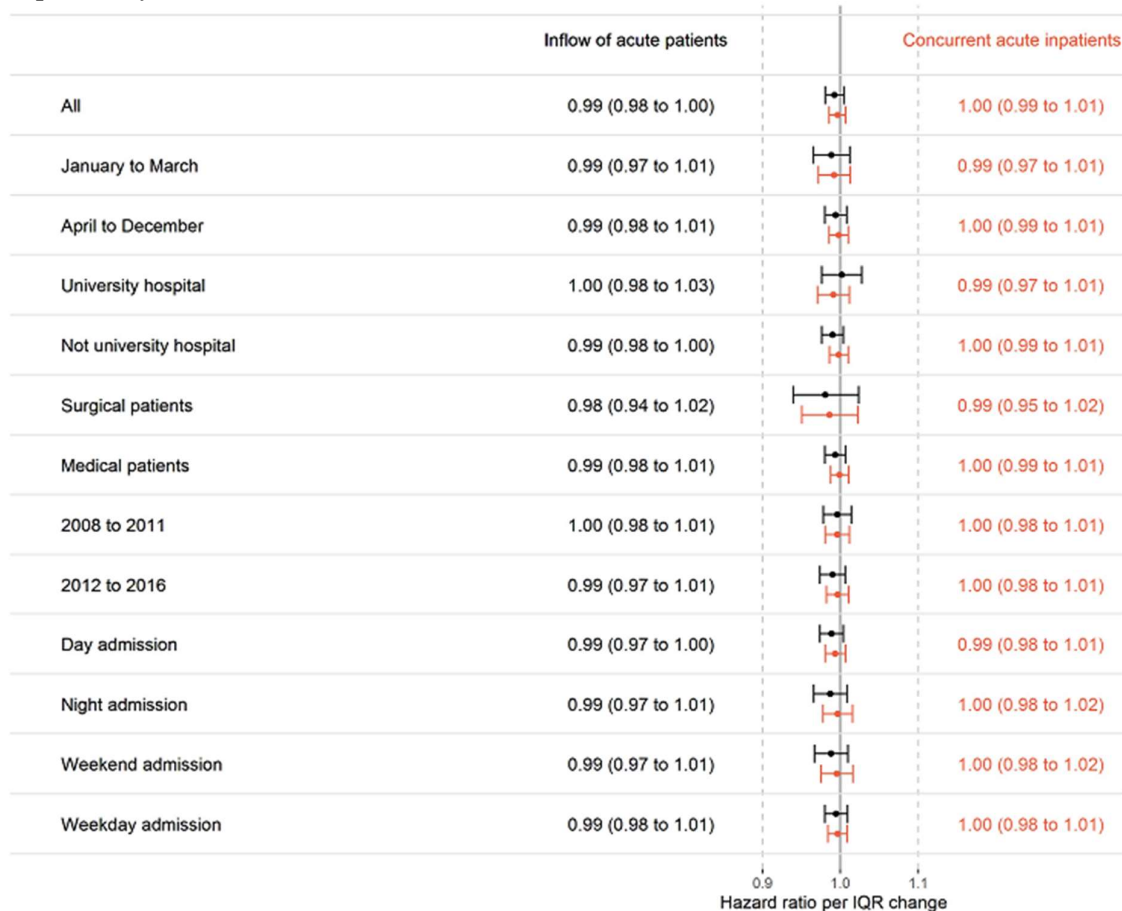 Inflow of acute patients Concurrent acute inpatients
All 0.99 (0.98 to 1.00) 1.00 (0.99 to 1.01)
January to March 0.99 (0.97 to 1.01) 0.99 (0.97 to 1.01)
April to December 0.99 (0.98 to 1.01) 1.00 (0.99 to 1.01)
University hospital 1.00 (0.98 to 1.03) 0.99 (0.97 to 1.01)
Not university hospital 0.99 (0.98 to 1.00) 1.00 (0.99 to 1.01)
Surgical patients 0.98 (0.94 to 1.02) 0.99 (0.95 to 1.02)
Medical patients 0.99 (0.98 to 1.01) 1.00 (0.99 to 1.01)
2008 to 2011 1.00 (0.98 to 1.01) 1.00 (0.98 to 1.01)
2012 to 2016 0.99 (0.97 to 1.01) 1.00 (0.98 to 1.01)
Day admission 0.99 (0.97 to 1.00) 0.99 (0.98 to 1.01)
Night admission 0.99 (0.97 to 1.01) 1.00 (0.98 to 1.02)
Weekend admission 0.99 (0.97 to 1.01) 1.00 (0.98 to 1.02)
Weekday admission 0.99 (0.98 to 1.01) 1.00 (0.98 to 1.01)
0.9 1.0 1.1
Hazard ratio per IQR change